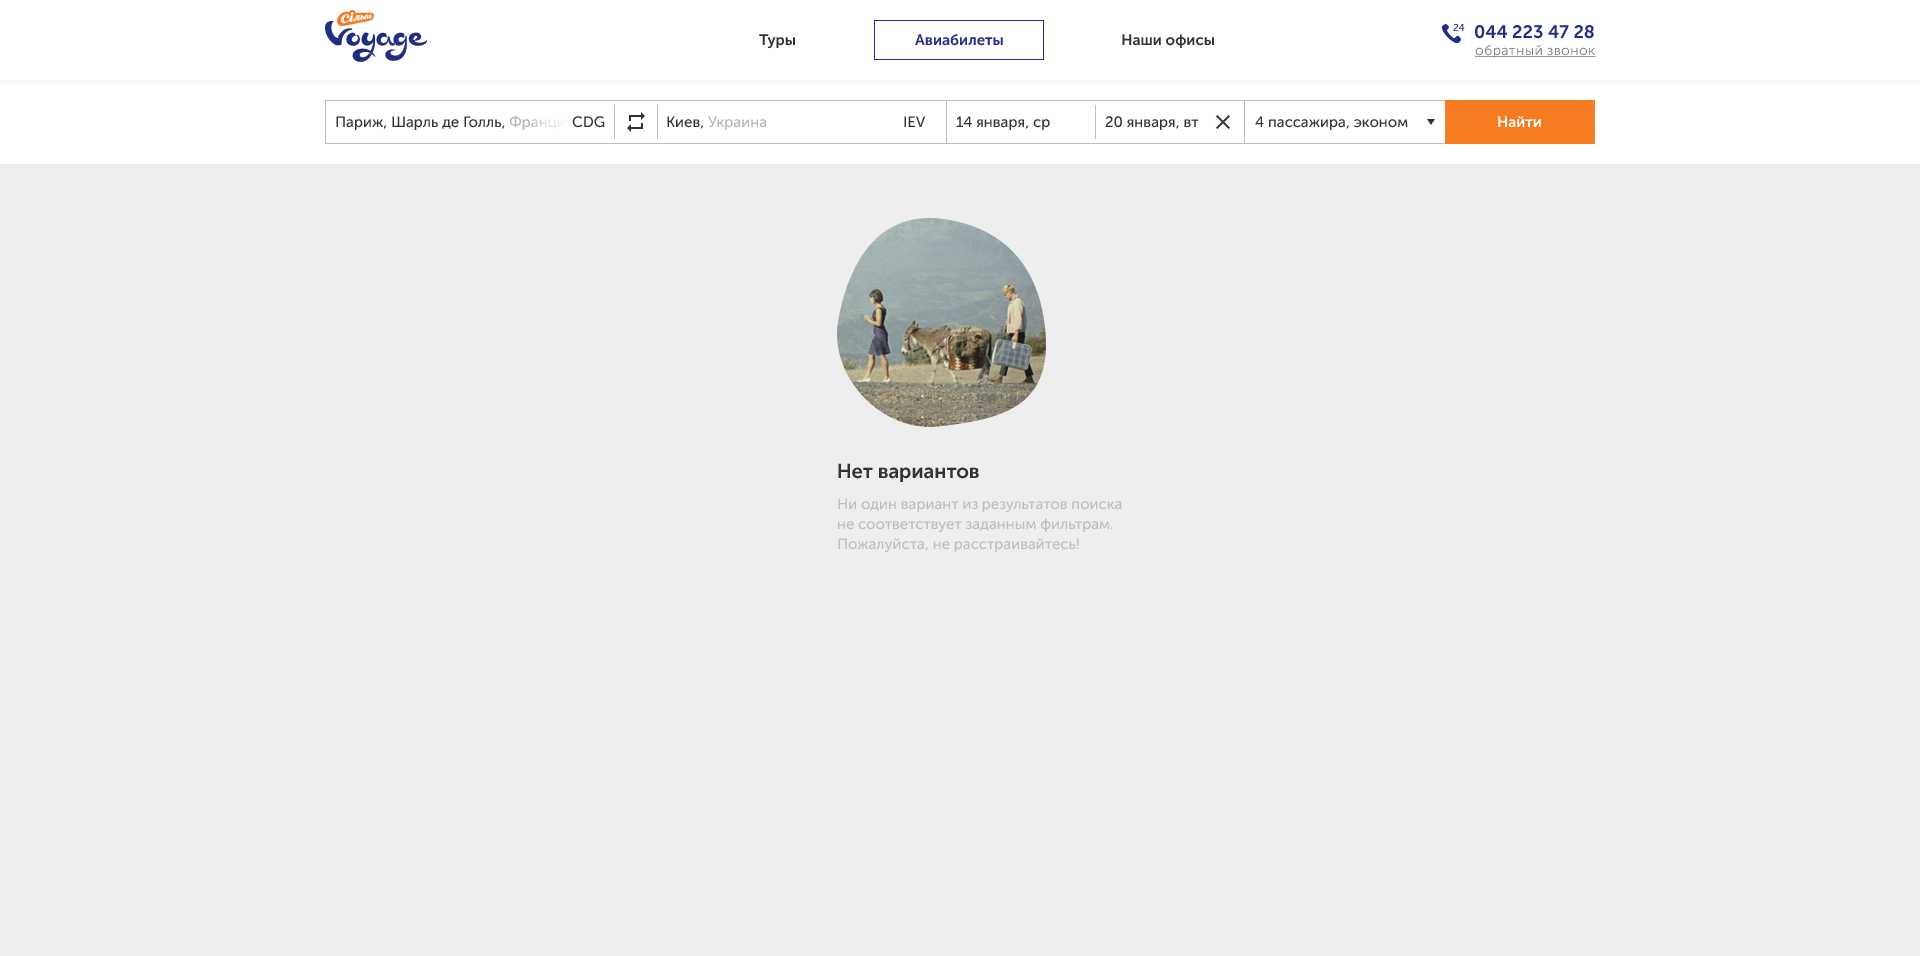 Сільпо
Voyage
Туры
Авиабилеты
Наши офисы
24
044 223 47 28
обратный звонок
Париж, Шарль де Голль, Франци CDG
Киев, Украина IEV
14 января, ср
20 января, вт
4 пассажира, эконом
Найти
Нет вариантов
Ни один вариант из результатов поиска
не соответствует заданным фильтрам.
Пожалуйста, не расстраивайтесь!